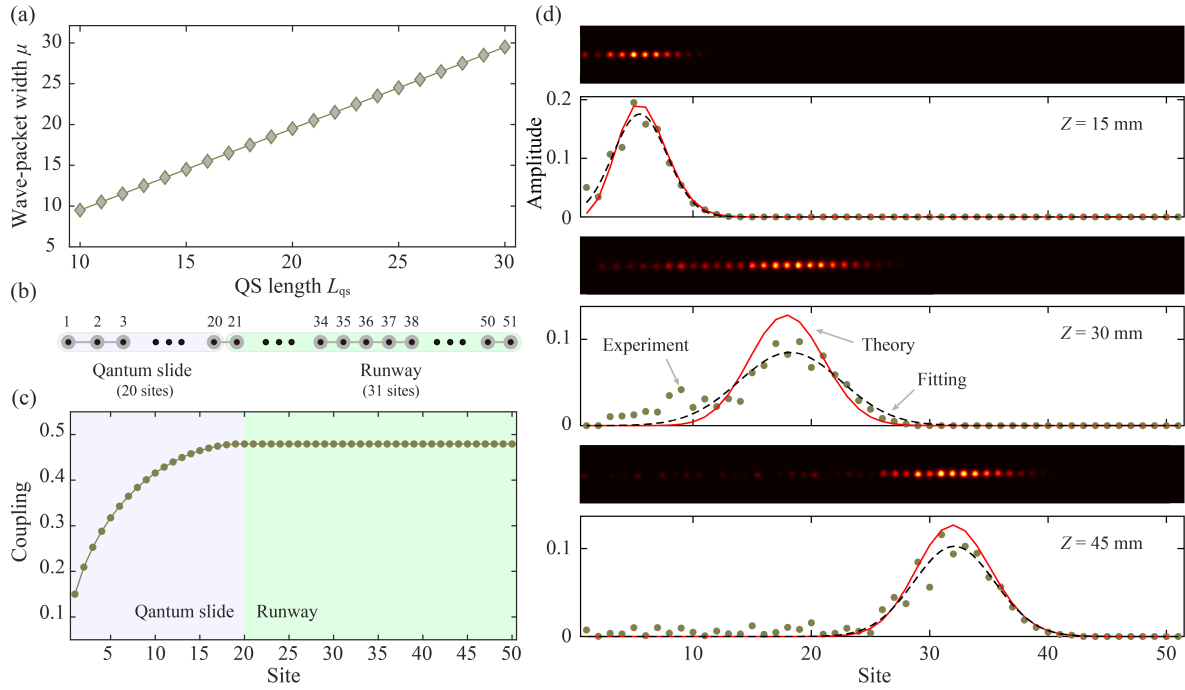 (a)
Wave-packet width μ
30
25
20
15
10
5
10 15 20 25 30
QS length Lqs
(b)
1 2 3 20 21 34 35 36 37 38 50 51
Qantum slide
(20 sites)
Runway
(31 sites)
(c)
Coupling
0.5
0.4
0.3
0.2
0.1
Qantum slide Runway
5 10 15 20 25 30 35 40 45 50
Site
(d)
Amplitude
0.2
0.1
0
Z = 15 mm
0.1
0
Experiment
Theory
Fitting
Z = 30 mm
0.1
0
Z = 45 mm
10 20 30 40 50
Site